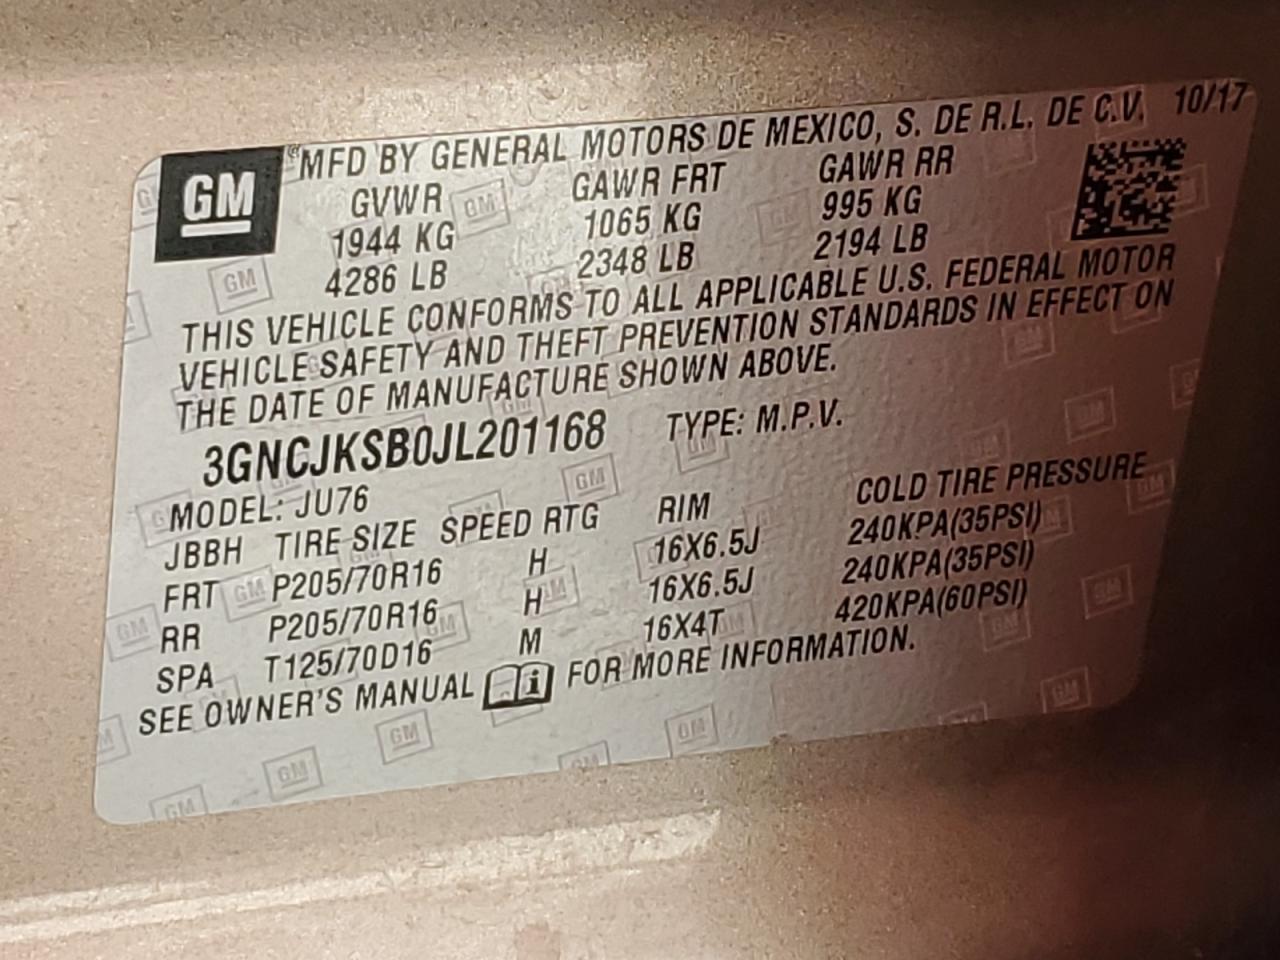 GM ® MFD BY GENERAL MOTORS DE MEXICO, S. DE R.L. DE C.V. 10/17
GVWR GAWR FRT GAWR RR
1944 KG 1065 KG 995 KG
4286 LB 2348 LB 2194 LB
THIS VEHICLE CONFORMS TO ALL APPLICABLE U.S. FEDERAL MOTOR
VEHICLE SAFETY AND THEFT PREVENTION STANDARDS IN EFFECT ON
THE DATE OF MANUFACTURE SHOWN ABOVE.
3GNCJKSB0JL201168 TYPE: M.P.V.
MODEL: JU76
JBBH TIRE SIZE SPEED RTG RIM COLD TIRE PRESSURE
FRT P205/70R16 H 16X6.5J 240KPA(35PSI)
RR P205/70R16 H 16X6.5J 240KPA(35PSI)
SPA T125/70D16 M 16X4T 420KPA(60PSI)
SEE OWNER'S MANUAL i FOR MORE INFORMATION.